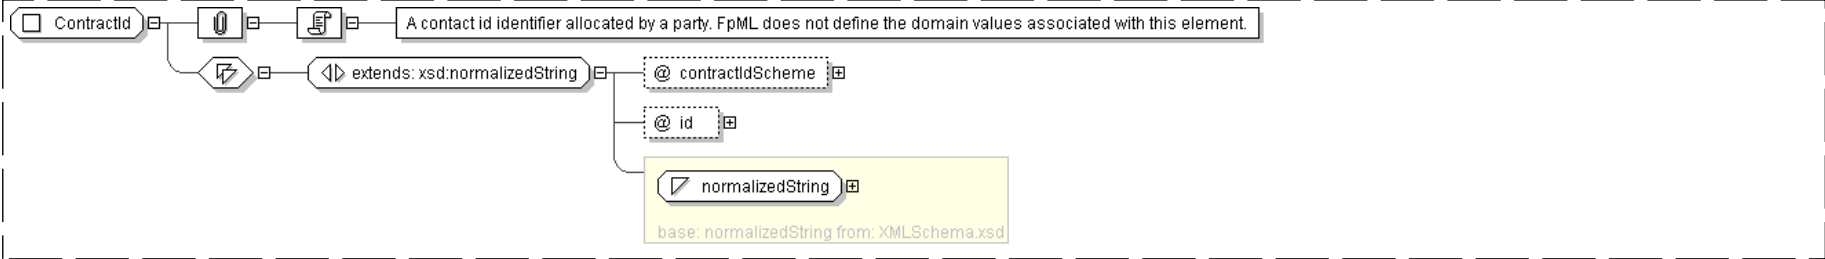 ContractId
A contact id identifier allocated by a party. FpML does not define the domain values associated with this element.
extends: xsd:normalizedString
@ contractIdScheme
@ id
normalizedString
base: normalizedString from: XMLSchema.xsd